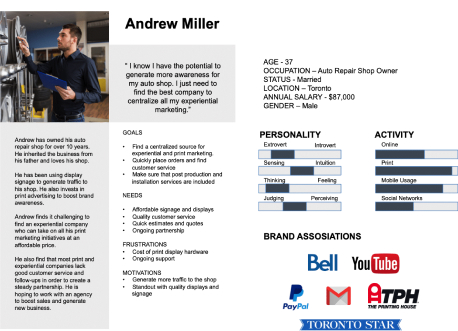 Andrew Miller
" I know I have the potential to
generate more awareness for
my auto shop. I just need to
find the best company to
centralize all my experiential
marketing."
AGE - 37
OCCUPATION – Auto Repair Shop Owner
STATUS - Married
LOCATION – Toronto
ANNUAL SALARY - $87,000
GENDER – Male
Andrew has owned his auto
repair shop for over 10 years.
He inherited the business from
his father and loves his shop.
He has been using display
signage to generate traffic to
his shop. He also invests in
print advertising to boost brand
awareness.
Andrew finds it challenging to
find an experiential company
who can take on all his print
marketing initiatives at an
affordable price.
He also find that most print and
experiential companies lack
good customer service and
follow-ups in order to create a
steady partnership. He is
hoping to work with an agency
to boost sales and generate
new business.
GOALS
• Find a centralized source for
experiential and print marketing.
• Quickly place orders and find
customer service
• Make sure that post production and
installation services are included
NEEDS
• Affordable signage and displays
• Quality customer service
• Quick estimates and quotes
• Ongoing partnership
FRUSTRATIONS
• Cost of print display hardware
• Ongoing support
MOTIVATIONS
• Generate more traffic to the shop
• Standout with quality displays and
signage
PERSONALITY
Extrovert Introvert
Sensing Intuition
Thinking Feeling
Judging Perceiving
ACTIVITY
Online
Print
Mobile Usage
Social Networks
BRAND ASSOSIATIONS
Bell
YouTube
PayPal
M
TPH
THE PRINTING HOUSE
TORONTO STAR